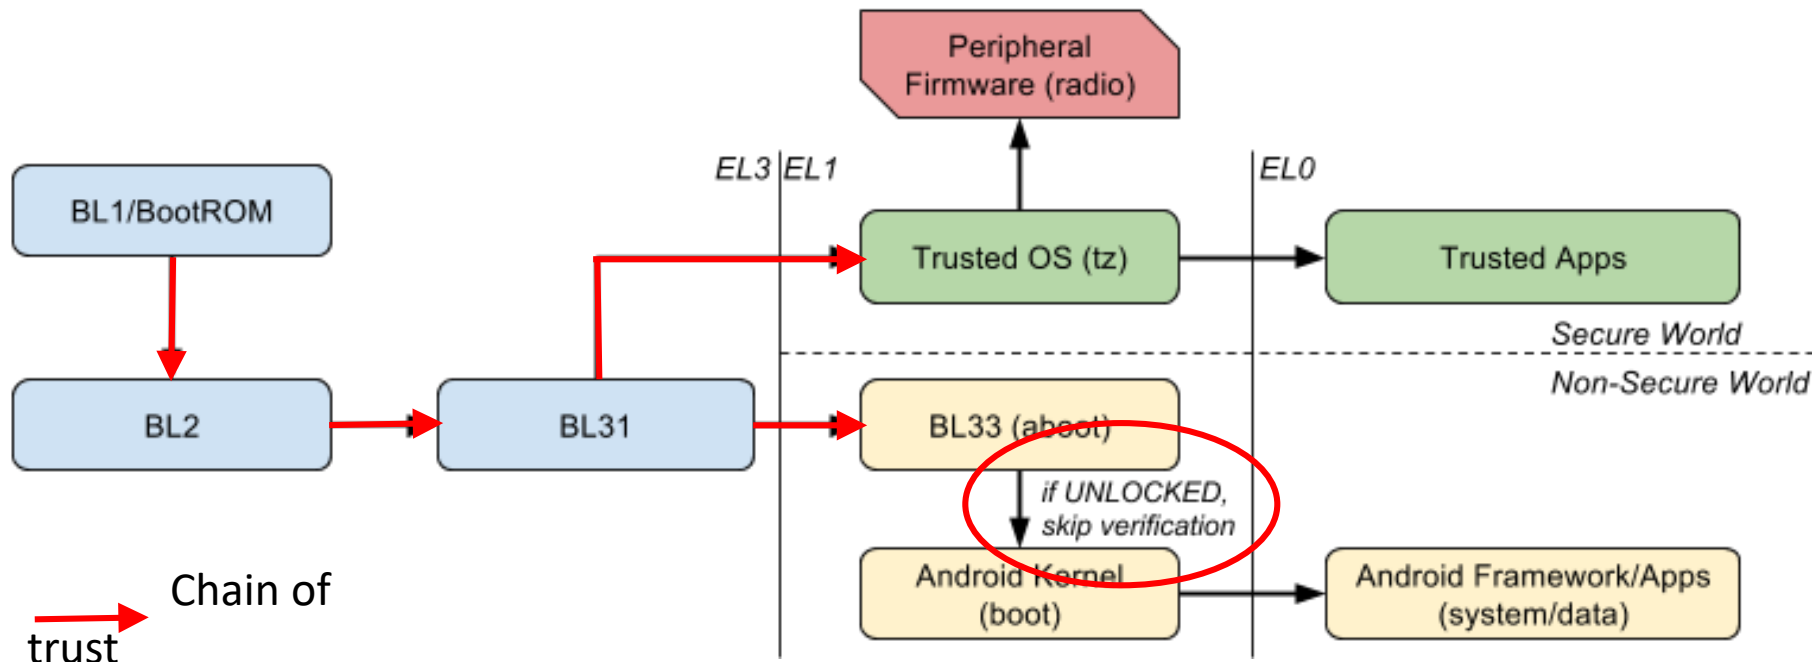 Peripheral
Firmware (radio)
EL3
EL1
EL0
BL1/BootROM
Trusted OS (tz)
Trusted Apps
Secure World
Non-Secure World
BL2
BL31
BL33 (aboot)
if UNLOCKED,
skip verification
Android Kernel
(boot)
Android Framework/Apps
(system/data)
Chain of
trust